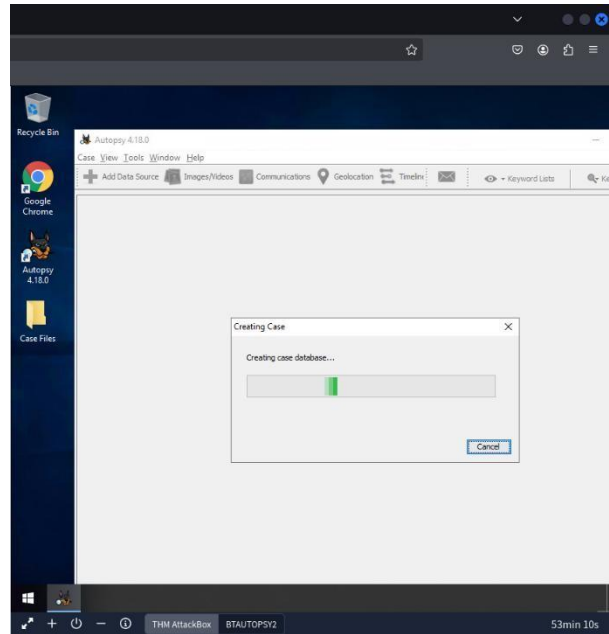 Recycle Bin
Autopsy 4.18.0
Case View Tools Window Help
Add Data Source Images/Videos Communications Geolocation Timeline Keyword Lists
Google
Chrome
Autopsy
4.18.0
Case Files
Creating Case
Creating case database...
Cancel
THM AttackBox BTAUTOPSY2 53min 10s